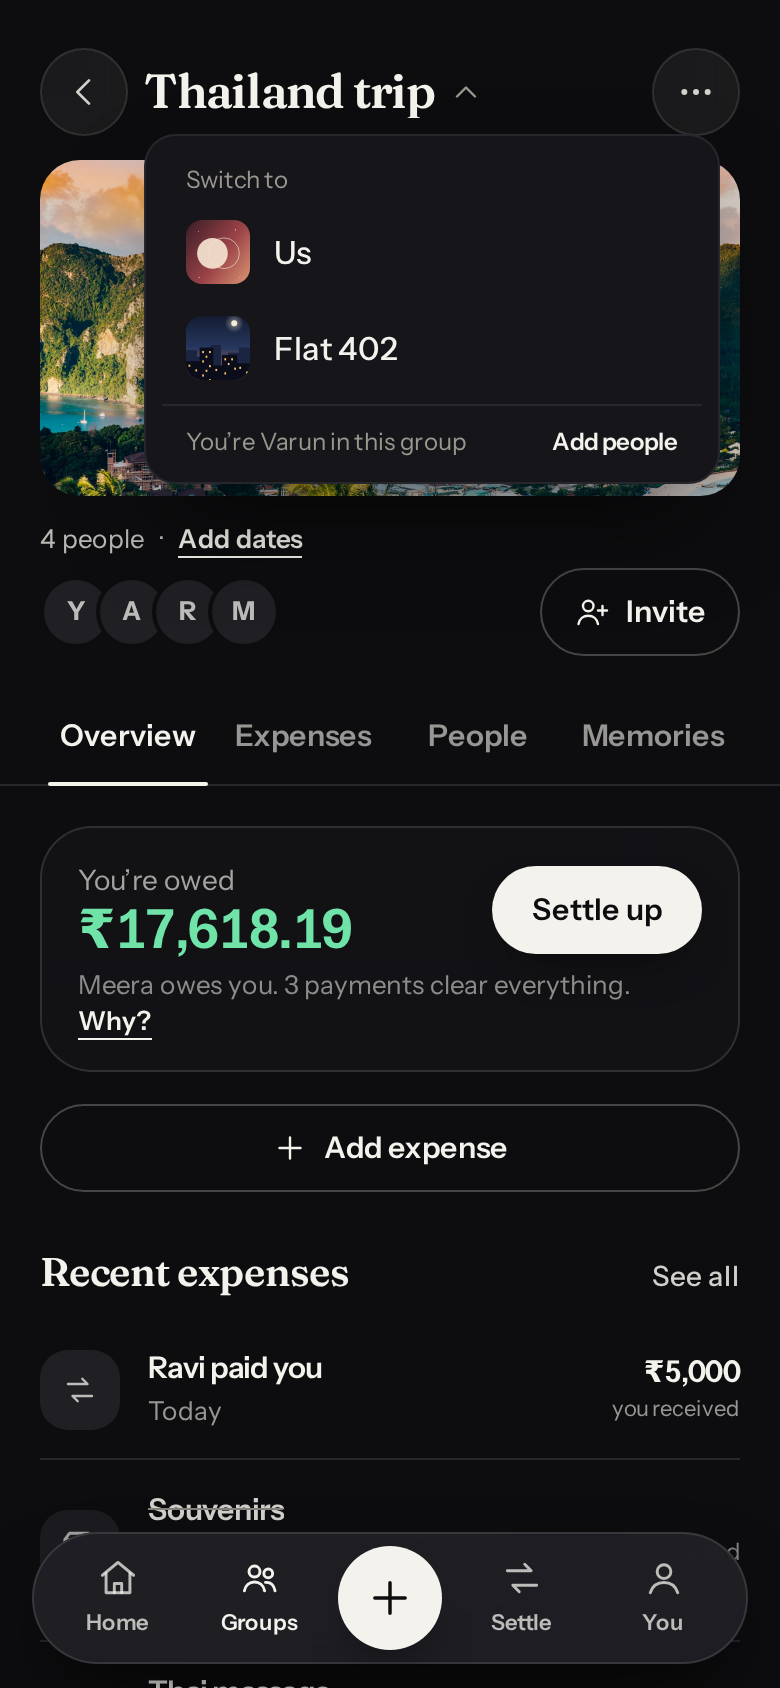 Thailand trip
Switch to
Us
Flat 402
You're Varun in this group Add people
4 people · Add dates
Y A R M
Invite
Overview Expenses People Memories
You're owed
₹17,618.19
Settle up
Meera owes you. 3 payments clear everything.
Why?
Add expense
Recent expenses See all
Ravi paid you ₹5,000
Today you received
Souvenirs
Home Groups Settle You